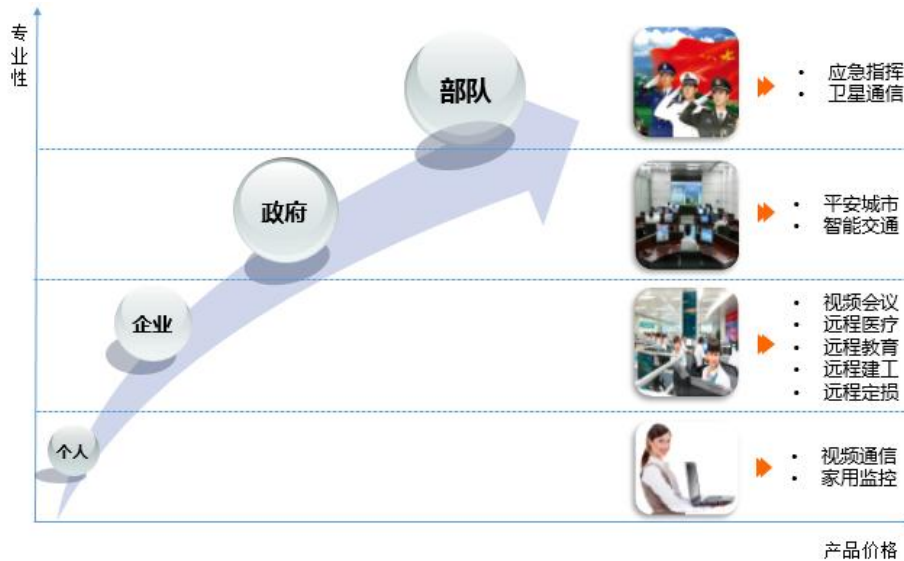 专业性
部队
应急指挥
卫星通信
政府
平安城市
智能交通
企业
视频会议
远程医疗
远程教育
远程建工
远程定损
个人
视频通信
家用监控
产品价格